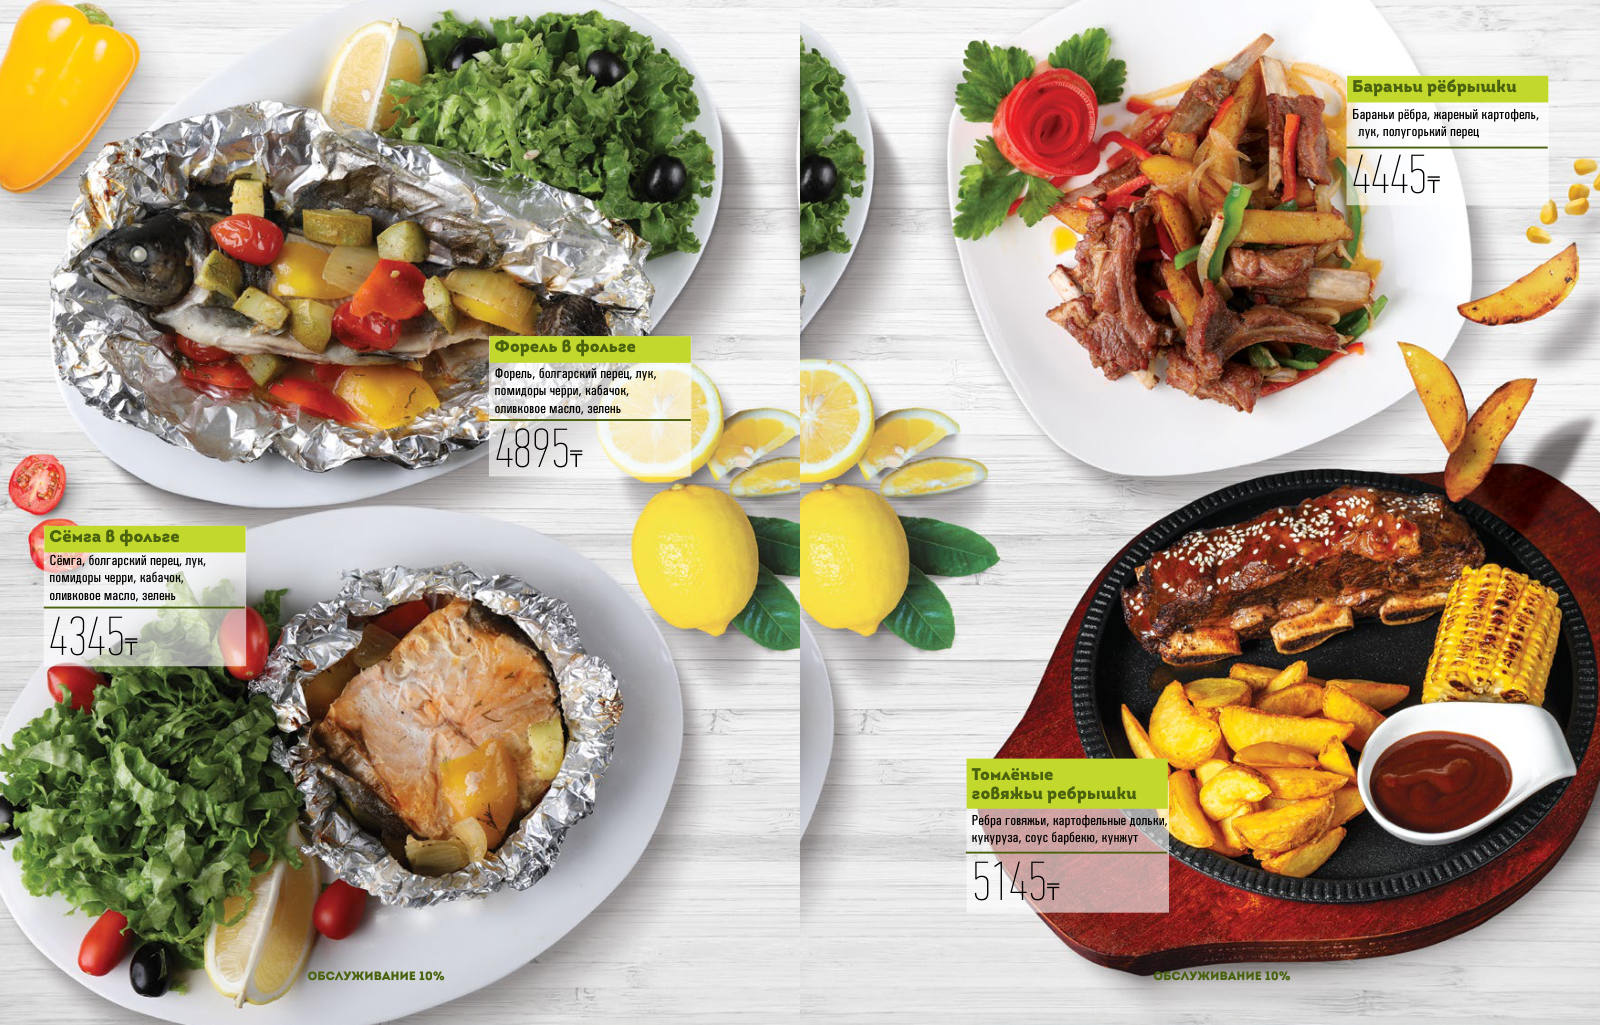 Форель в фольге
Форель, болгарский перец, лук,
помидоры черри, кабачок,
оливковое масло, зелень
4895₸
Сёмга в фольге
Сёмга, болгарский перец, лук,
помидоры черри, кабачок,
оливковое масло, зелень
4345₸
ОБСЛУЖИВАНИЕ 10%
Бараньи рёбрышки
Бараньи рёбра, жареный картофель,
лук, полугорький перец
4445₸
Томлёные
говяжьи ребрышки
Ребра говяжьи, картофельные дольки,
кукуруза, соус барбекю, кунжут
5145₸
ОБСЛУЖИВАНИЕ 10%